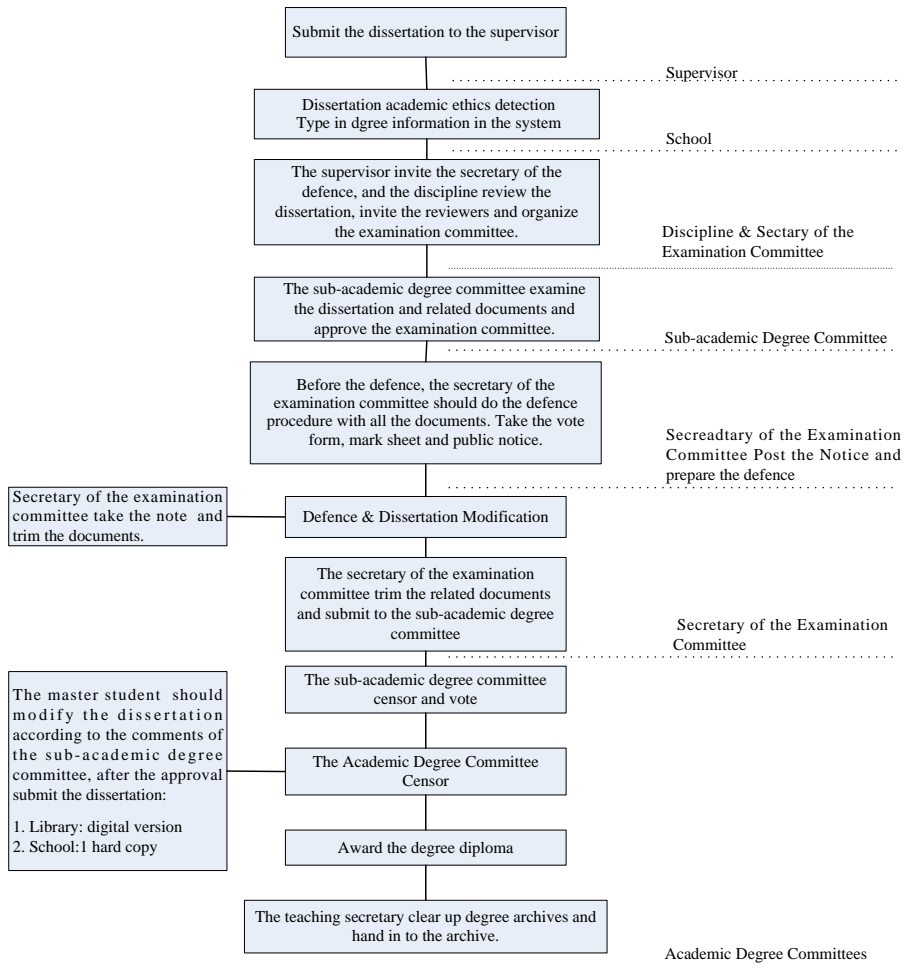 Submit the dissertation to the supervisor
Supervisor
Dissertation academic ethics detection
Type in dgree information in the system
School
The supervisor invite the secretary of the
defence, and the discipline review the
dissertation, invite the reviewers and organize
the examination committee.
Discipline & Sectary of the
Examination Committee
The sub-academic degree committee examine
the dissertation and related documents and
approve the examination committee.
Sub-academic Degree Committee
Before the defence, the secretary of the
examination committee should do the defence
procedure with all the documents. Take the vote
form, mark sheet and public notice.
Secreadtary of the Examination
Committee Post the Notice and
prepare the defence
Secretary of the examination
committee take the note and
trim the documents.
Defence & Dissertation Modification
The secretary of the examination
committee trim the related documents
and submit to the sub-academic degree
committee
Secretary of the Examination
Committee
The sub-academic degree committee
censor and vote
The master student should
modify the dissertation
according to the comments of
the sub-academic degree
committee, after the approval
submit the dissertation:
1. Library: digital version
2. School:1 hard copy
The Academic Degree Committee
Censor
Award the degree diploma
The teaching secretary clear up degree archives and
hand in to the archive.
Academic Degree Committees